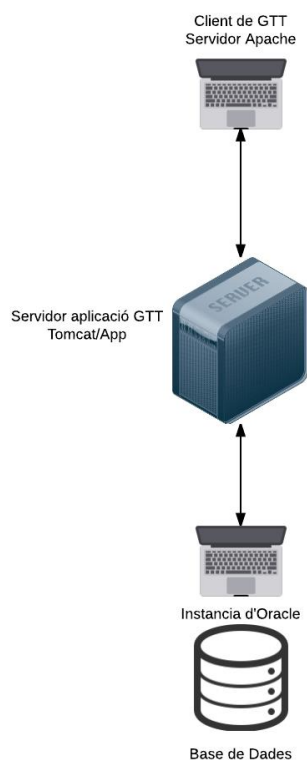 Client de GTT
Servidor Apache
SERVER
Servidor aplicació GTT
Tomcat/App
Instancia d'Oracle
Base de Dades